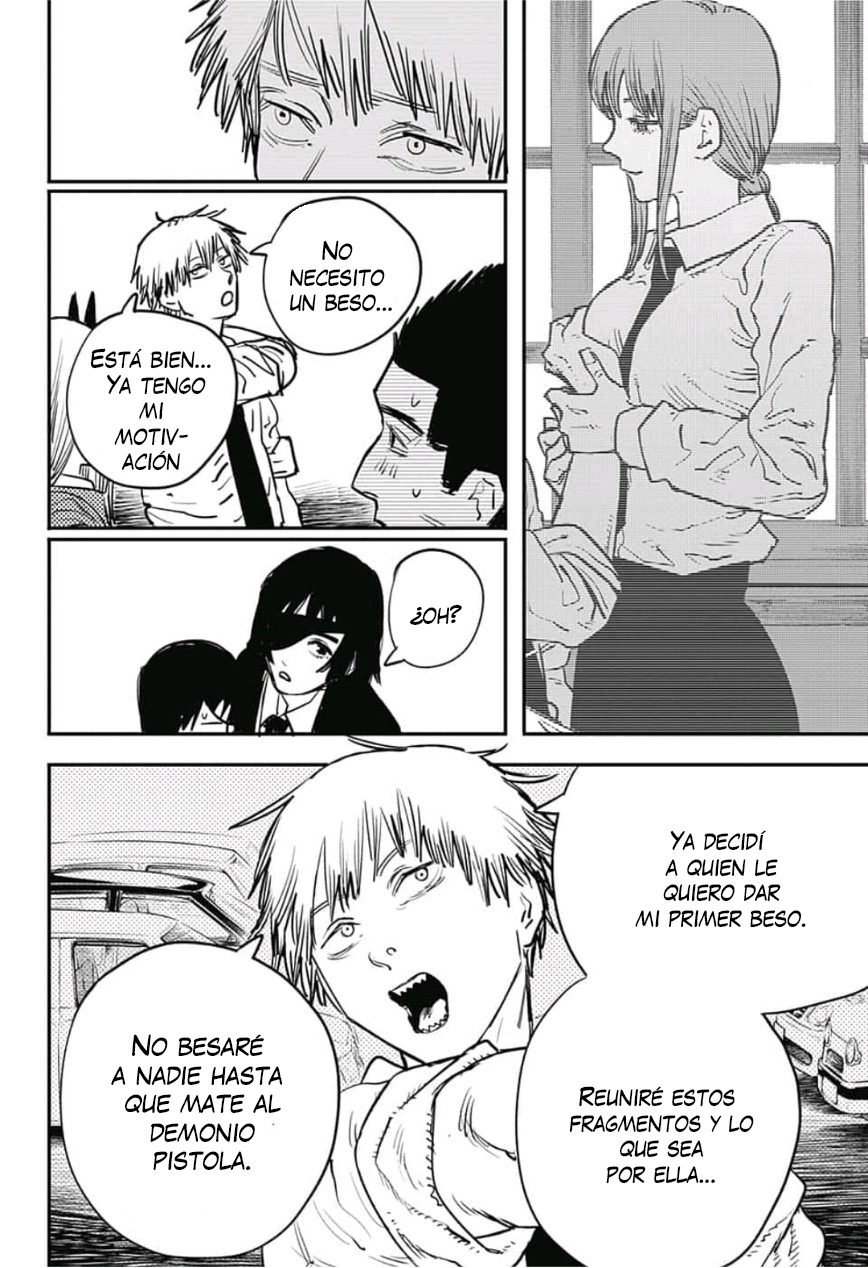 No
necesito
un beso...
Está bien...
Ya tengo
mi
motiv-
ación
¿oh?
Ya decidí
a quien le
quiero dar
mi primer beso.
Reuniré estos
fragmentos y lo
que sea
por ella...
No besaré
a nadie hasta
que mate al
demonio
pistola.